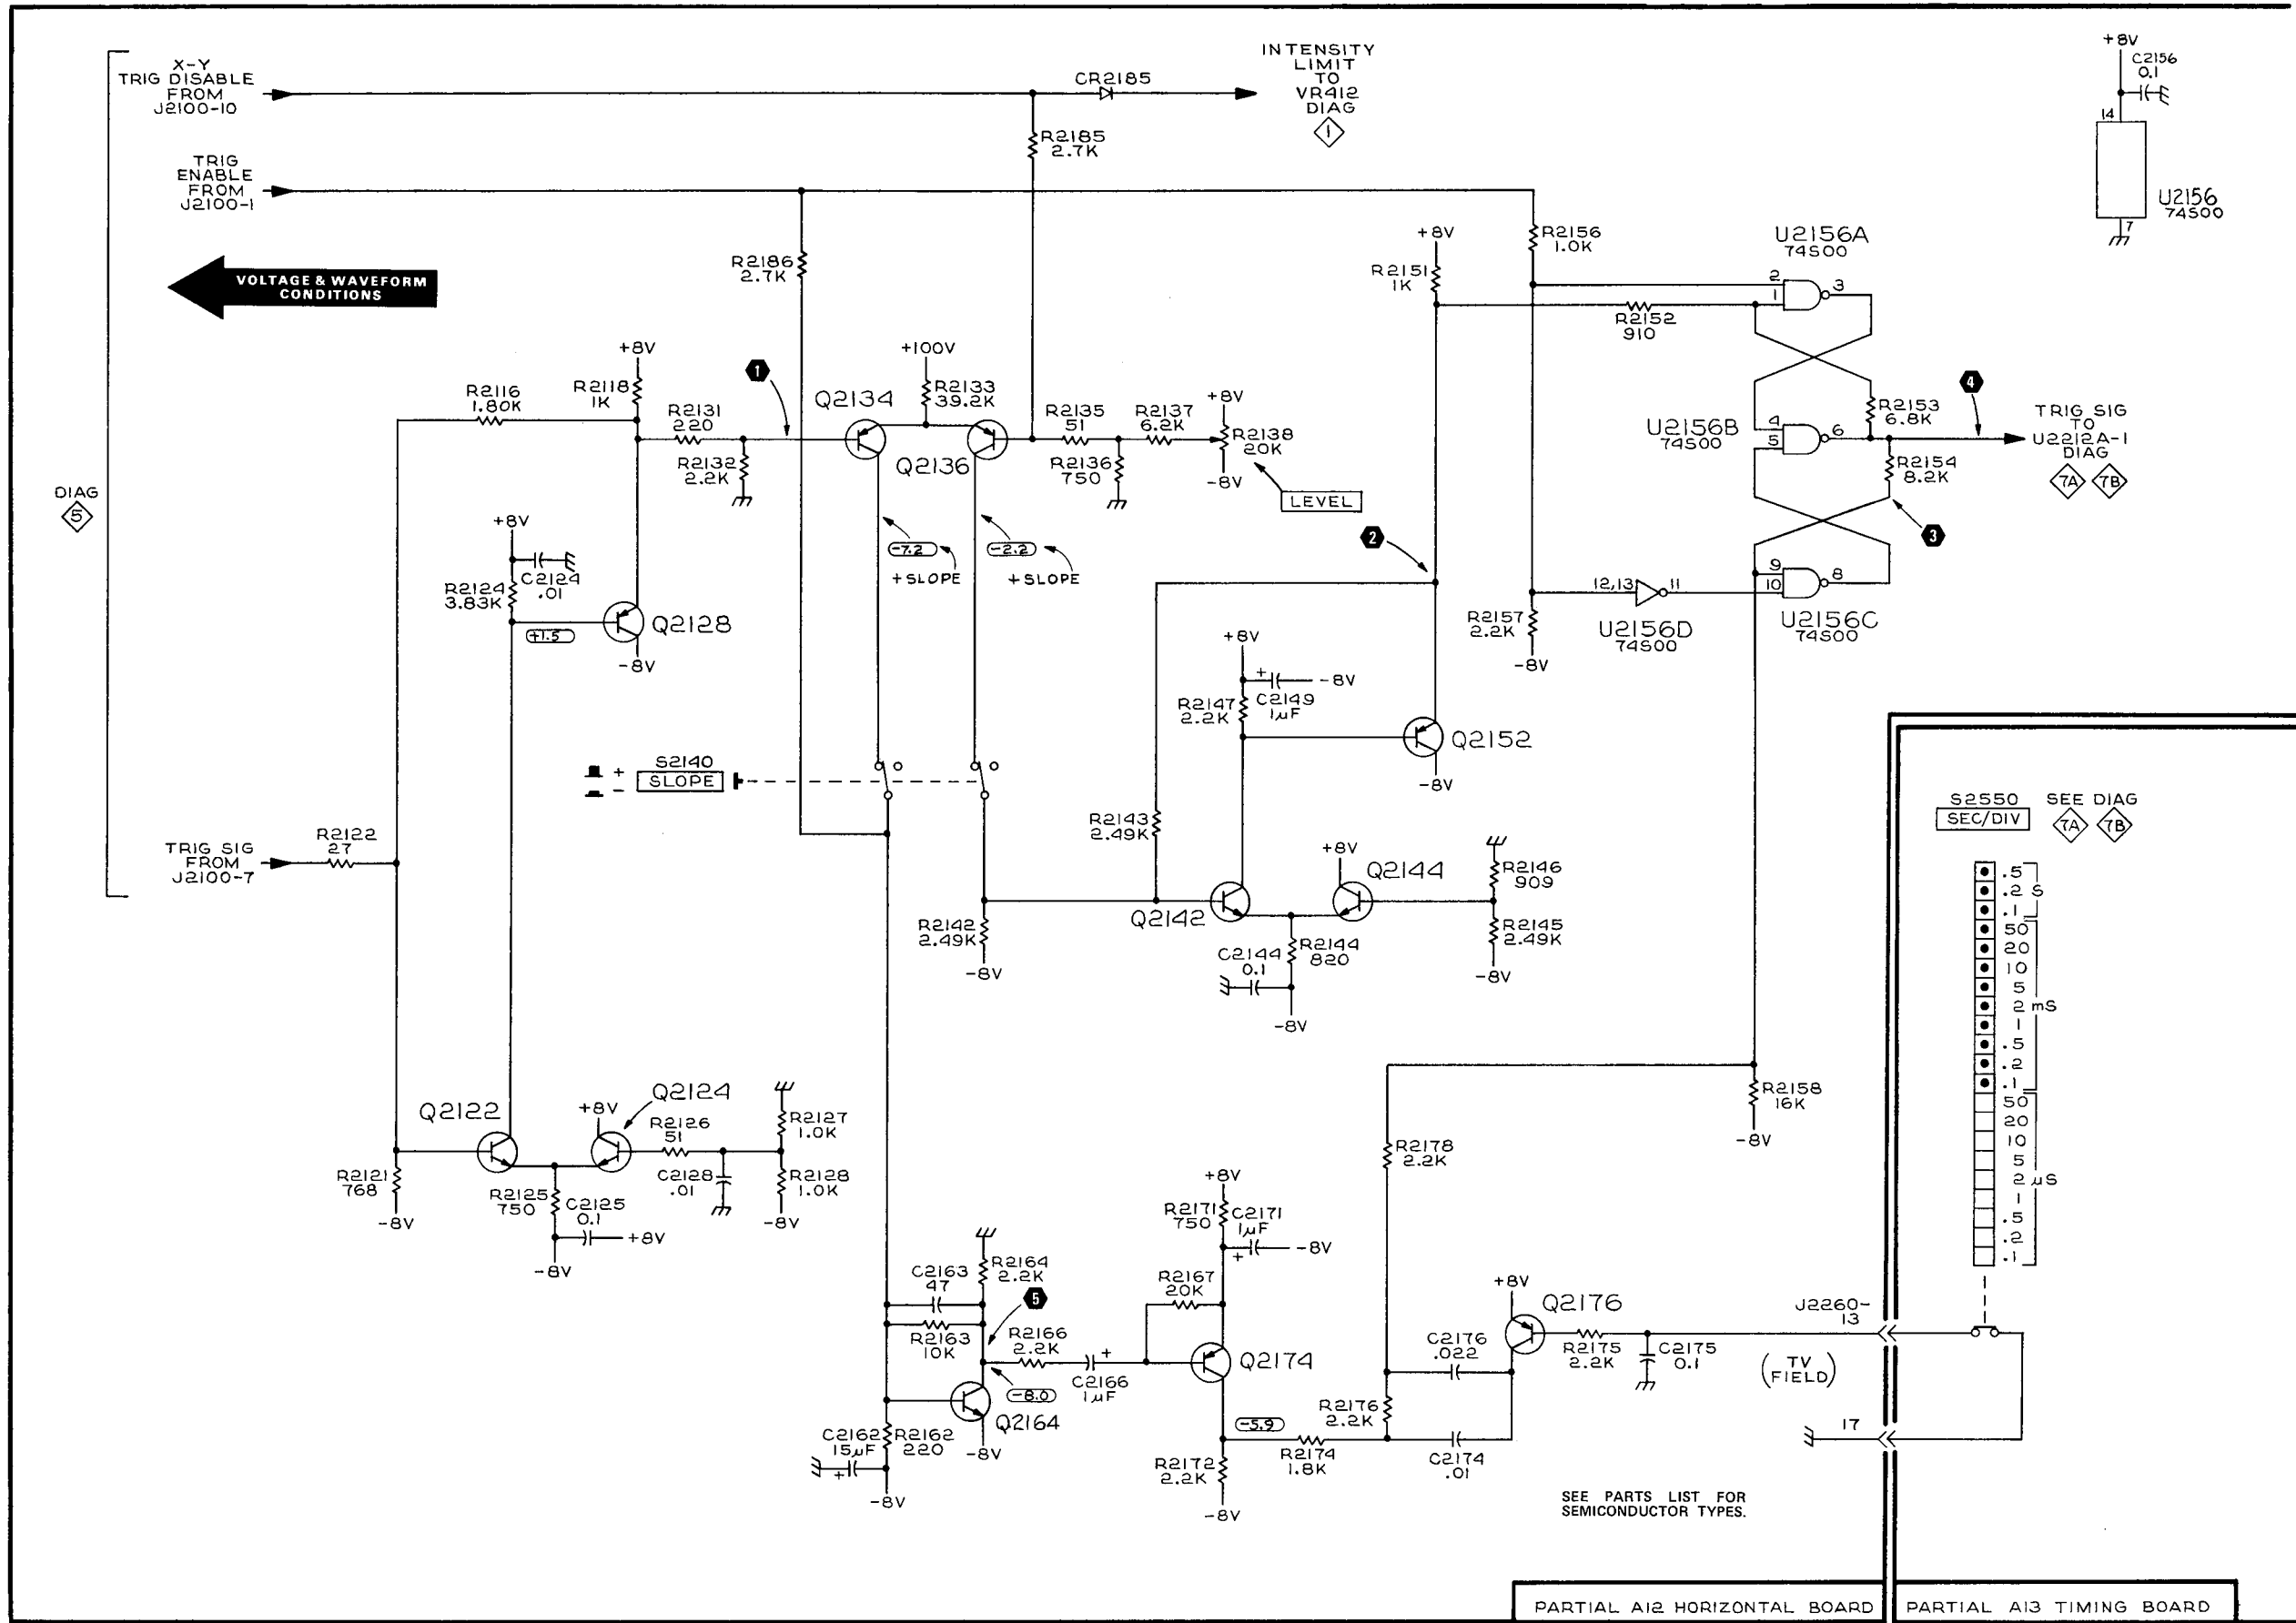 X-Y
TRIG DISABLE
FROM
J2100-10
TRIG
ENABLE
FROM
J2100-1
CR2185
INTENSITY
LIMIT
TO
VR412
DIAG
1
R2185
2.7K
+8V
C2156
0.1
14
7
U2156
74S00
VOLTAGE & WAVEFORM
CONDITIONS
R2186
2.7K
+8V
R2151
1K
R2156
1.0K
U2156A
74S00
2
1
3
R2152
910
R2116
1.80K
+8V
R2118
1K
R2131
220
R2132
2.2K
1
Q2134
+100V
R2133
39.2K
Q2136
R2135
51
R2137
6.2K
R2136
750
+8V
R2138
20K
-8V
LEVEL
U2156B
74S00
4
5
6
R2153
6.8K
4
TRIG SIG
TO
U2212A-1
DIAG
7A
7B
R2154
8.2K
3
DIAG
5
+8V
C2124
.01
R2124
3.83K
+1.5
Q2128
-8V
-7.2
+SLOPE
-2.2
+SLOPE
2
R2157
2.2K
-8V
12,13
11
U2156D
74S00
9
10
8
U2156C
74S00
+8V
R2147
2.2K
+
C2149
1µF
-8V
Q2152
-8V
+
-
S2140
SLOPE
R2143
2.49K
TRIG SIG
FROM
J2100-7
R2122
27
R2142
2.49K
-8V
Q2142
+8V
Q2144
C2144
0.1
R2144
820
-8V
R2146
909
R2145
2.49K
-8V
S2550
SEC/DIV
SEE DIAG
7A
7B
.5
.2 S
.1
50
20
10
5
2 mS
1
.5
.2
.1
50
20
10
5
2 µS
1
.5
.2
.1
Q2122
R2121
768
-8V
+8V
Q2124
R2126
51
R2127
1.0K
R2125
750
C2125
0.1
+8V
-8V
C2128
.01
R2128
1.0K
-8V
R2158
16K
-8V
R2178
2.2K
C2163
47
R2164
2.2K
R2163
10K
5
R2166
2.2K
+
C2166
1µF
-8.0
Q2164
-8V
C2162
15µF
+
R2162
220
-8V
+8V
R2171
750
C2171
1µF
+
-8V
R2167
20K
Q2174
-5.9
R2172
2.2K
-8V
R2174
1.8K
R2176
2.2K
C2176
.022
C2174
.01
+8V
Q2176
R2175
2.2K
C2175
0.1
(TV
FIELD)
J2260-
13
17
SEE PARTS LIST FOR
SEMICONDUCTOR TYPES.
PARTIAL A12 HORIZONTAL BOARD
PARTIAL A13 TIMING BOARD